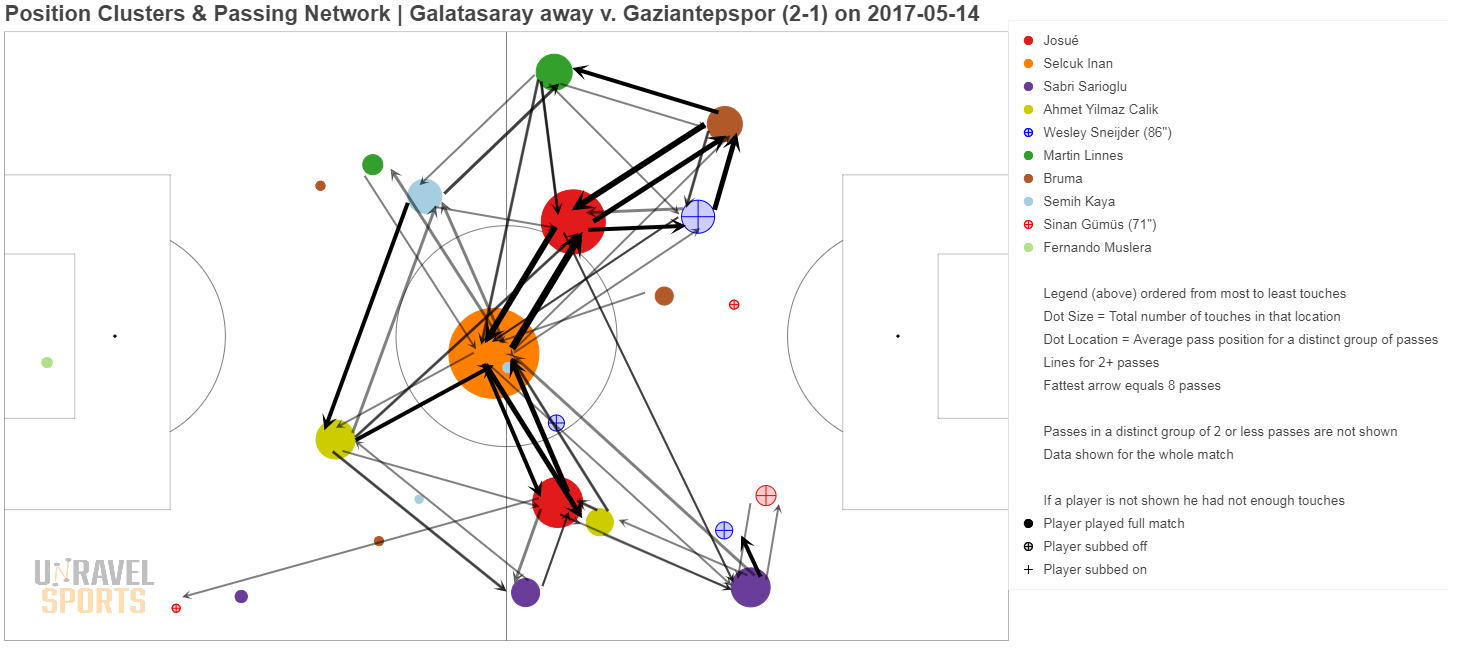 Position Clusters & Passing Network | Galatasaray away v. Gaziantepspor (2-1) on 2017-05-14
Josué
Selcuk Inan
Sabri Sarioglu
Ahmet Yilmaz Calik
Wesley Sneijder (86")
Martin Linnes
Bruma
Semih Kaya
Sinan Gümüs (71")
Fernando Muslera
Legend (above) ordered from most to least touches
Dot Size = Total number of touches in that location
Dot Location = Average pass position for a distinct group of passes
Lines for 2+ passes
Fattest arrow equals 8 passes
Passes in a distinct group of 2 or less passes are not shown
Data shown for the whole match
If a player is not shown he had not enough touches
Player played full match
Player subbed off
Player subbed on
UNRAVEL
SPORTS